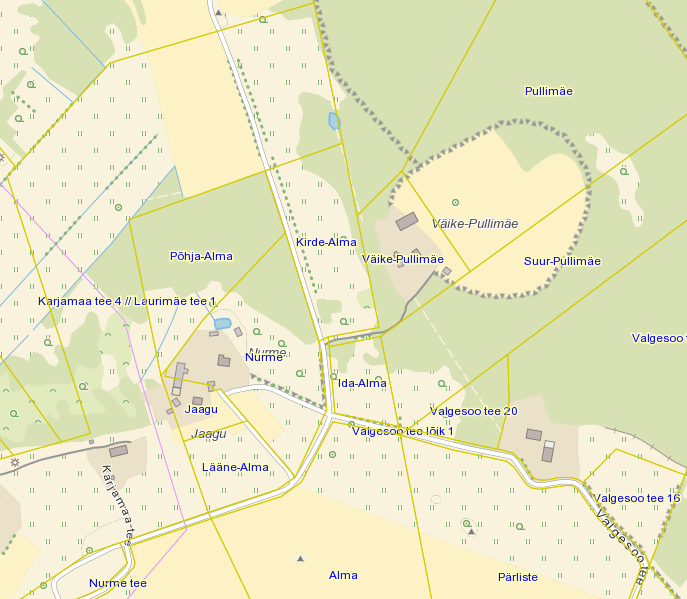 Pullimäe
Väike-Pullimäe
Kirde-Alma
Põhja-Alma
Väike-Pullimäe
Suur-Pullimäe
Karjamaa tee 4 // Laurimäe tee 1
Valgesoo t
Nurme
Nurme
Ida-Alma
Jaagu
Valgesoo tee 20
Jaagu
Valgesoo tee lõik 1
Lääne-Alma
Karjamaa tee
Valgesoo tee 16
Valgesoo tee
Alma
Pärliste
Nurme tee